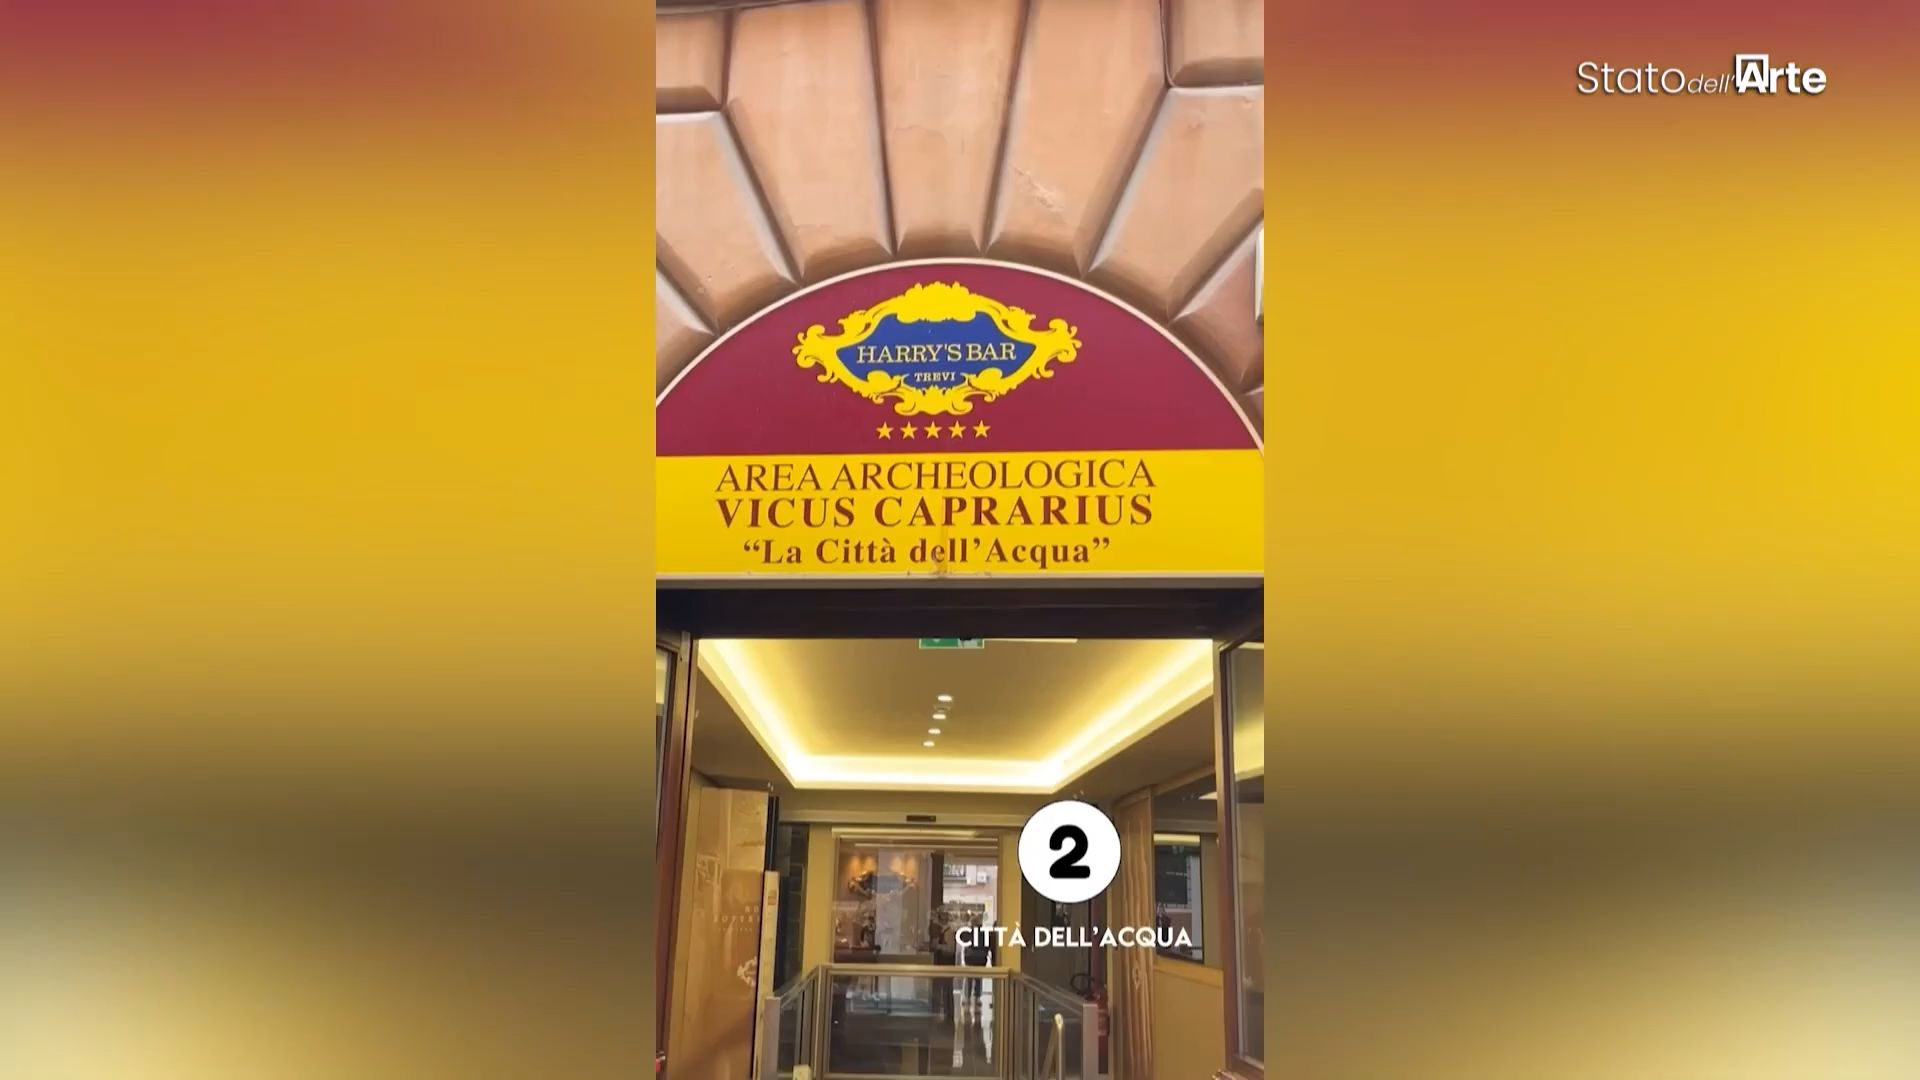 Stato dell'Arte
HARRY'S BAR
TREVI
AREA ARCHEOLOGICA
VICUS CAPRARIUS
“La Città dell’Acqua”
2
CITTÀ DELL’ACQUA